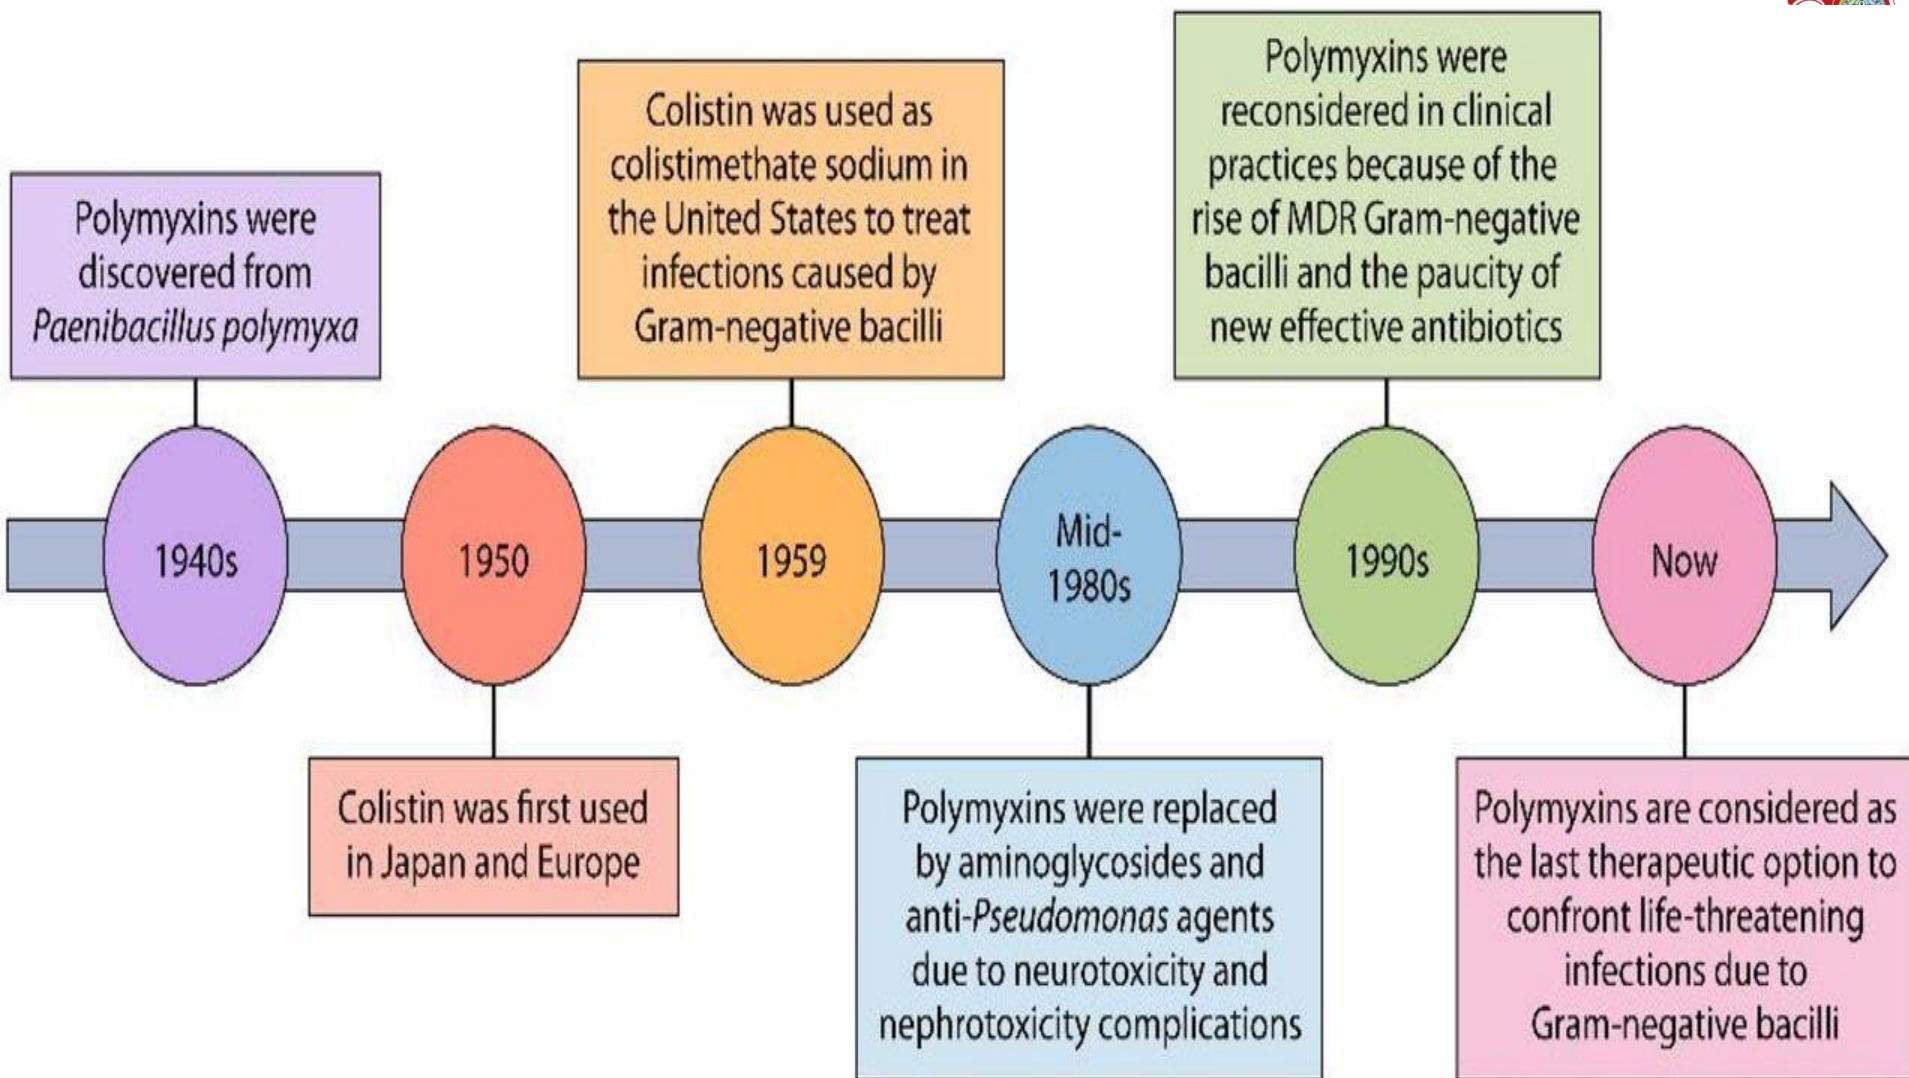 Polymyxins were
discovered from
Paenibacillus polymyxa
Colistin was used as
colistimethate sodium in
the United States to treat
infections caused by
Gram-negative bacilli
Polymyxins were
reconsidered in clinical
practices because of the
rise of MDR Gram-negative
bacilli and the paucity of
new effective antibiotics
1940s
1950
1959
Mid-
1980s
1990s
Now
Colistin was first used
in Japan and Europe
Polymyxins were replaced
by aminoglycosides and
anti-Pseudomonas agents
due to neurotoxicity and
nephrotoxicity complications
Polymyxins are considered as
the last therapeutic option to
confront life-threatening
infections due to
Gram-negative bacilli